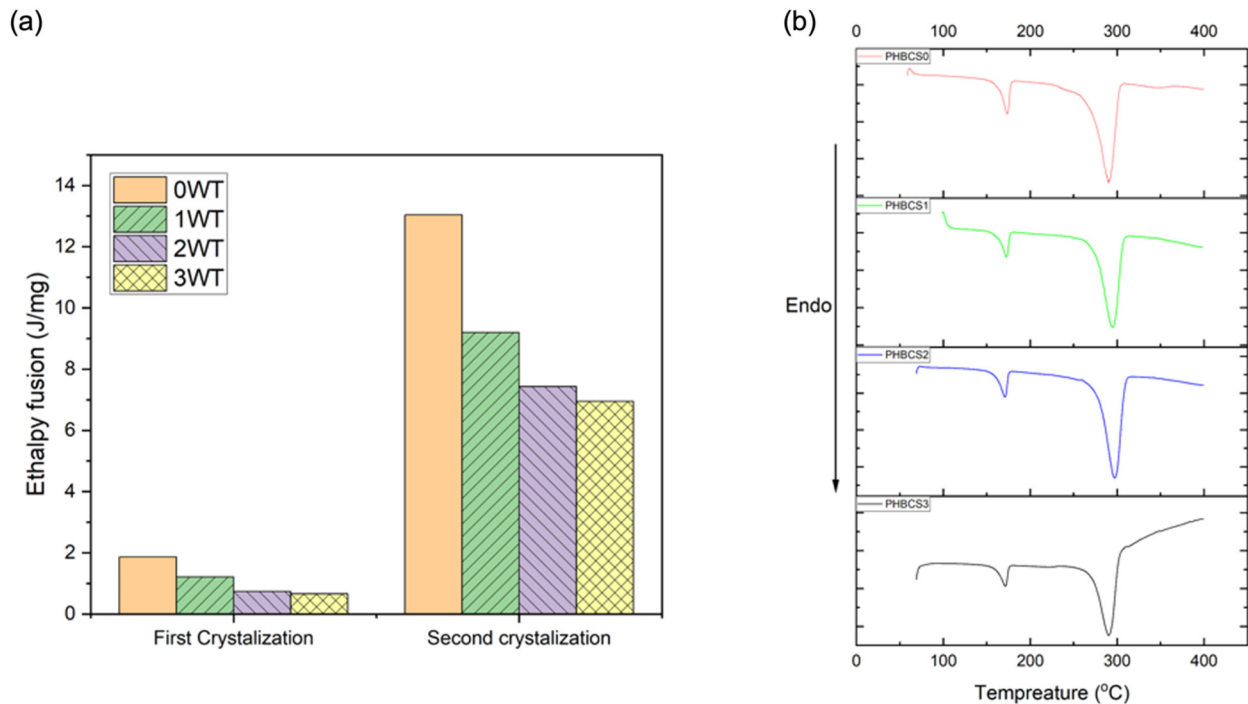 (a)
Ethalpy fusion (J/mg)
14
12
10
8
6
4
2
0
0WT
1WT
2WT
3WT
First Crystalization
Second crystalization
(b)
0 100 200 300 400
PHBCS0
PHBCS1
Endo
PHBCS2
PHBCS3
0 100 200 300 400
Tempreature (°C)